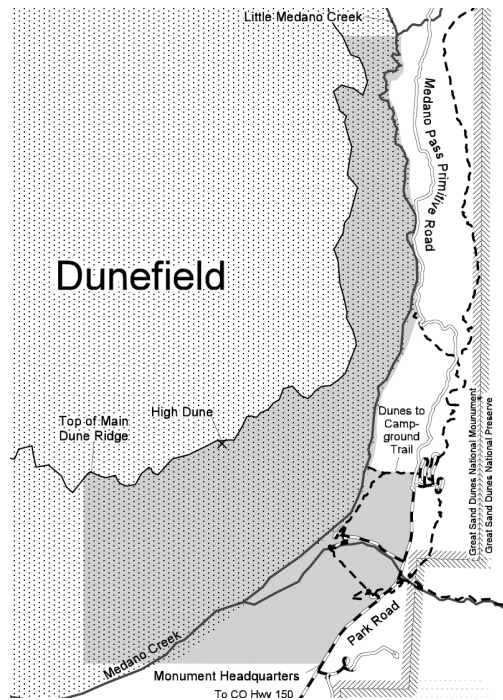 Little Medano Creek
Medano Pass Primitive Road
Dunefield
High Dune
Top of Main
Dune Ridge
Dunes to
Camp-
ground
Trail
Great Sand Dunes National Mounument
Great Sand Dunes National Preserve
Medano Creek
Park Road
Monument Headquarters
To CO Hwy 150